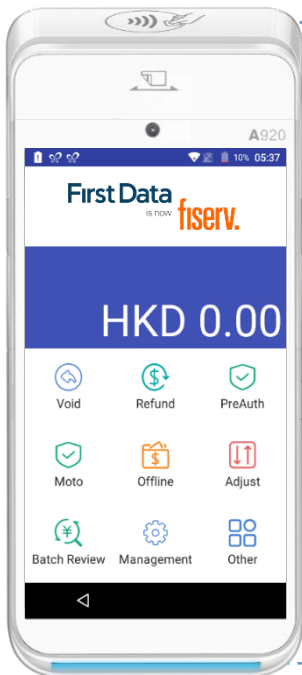 A920
10% 05:37
First Data
is now fiserv.
HKD 0.00
Void Refund PreAuth
Moto Offline Adjust
Batch Review Management Other